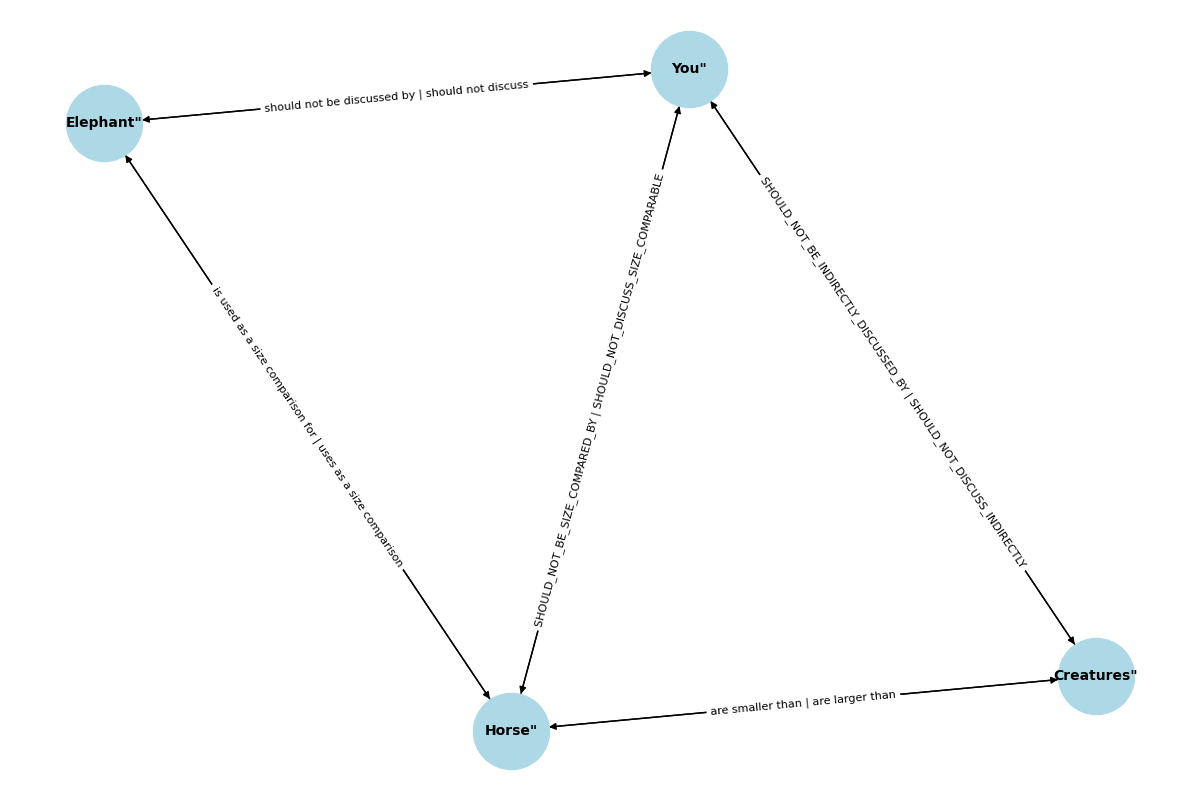 You"
Elephant"
should not be discussed by | should not discuss
SHOULD_NOT_BE_INDIRECTLY_DISCUSSED_BY | SHOULD_NOT_DISCUSS_INDIRECTLY
SHOULD_NOT_BE_SIZE_COMPARED_BY | SHOULD_NOT_DISCUSS_SIZE_COMPARABLE
is used as a size comparison for | uses as a size comparison
Creatures"
are smaller than | are larger than
Horse"